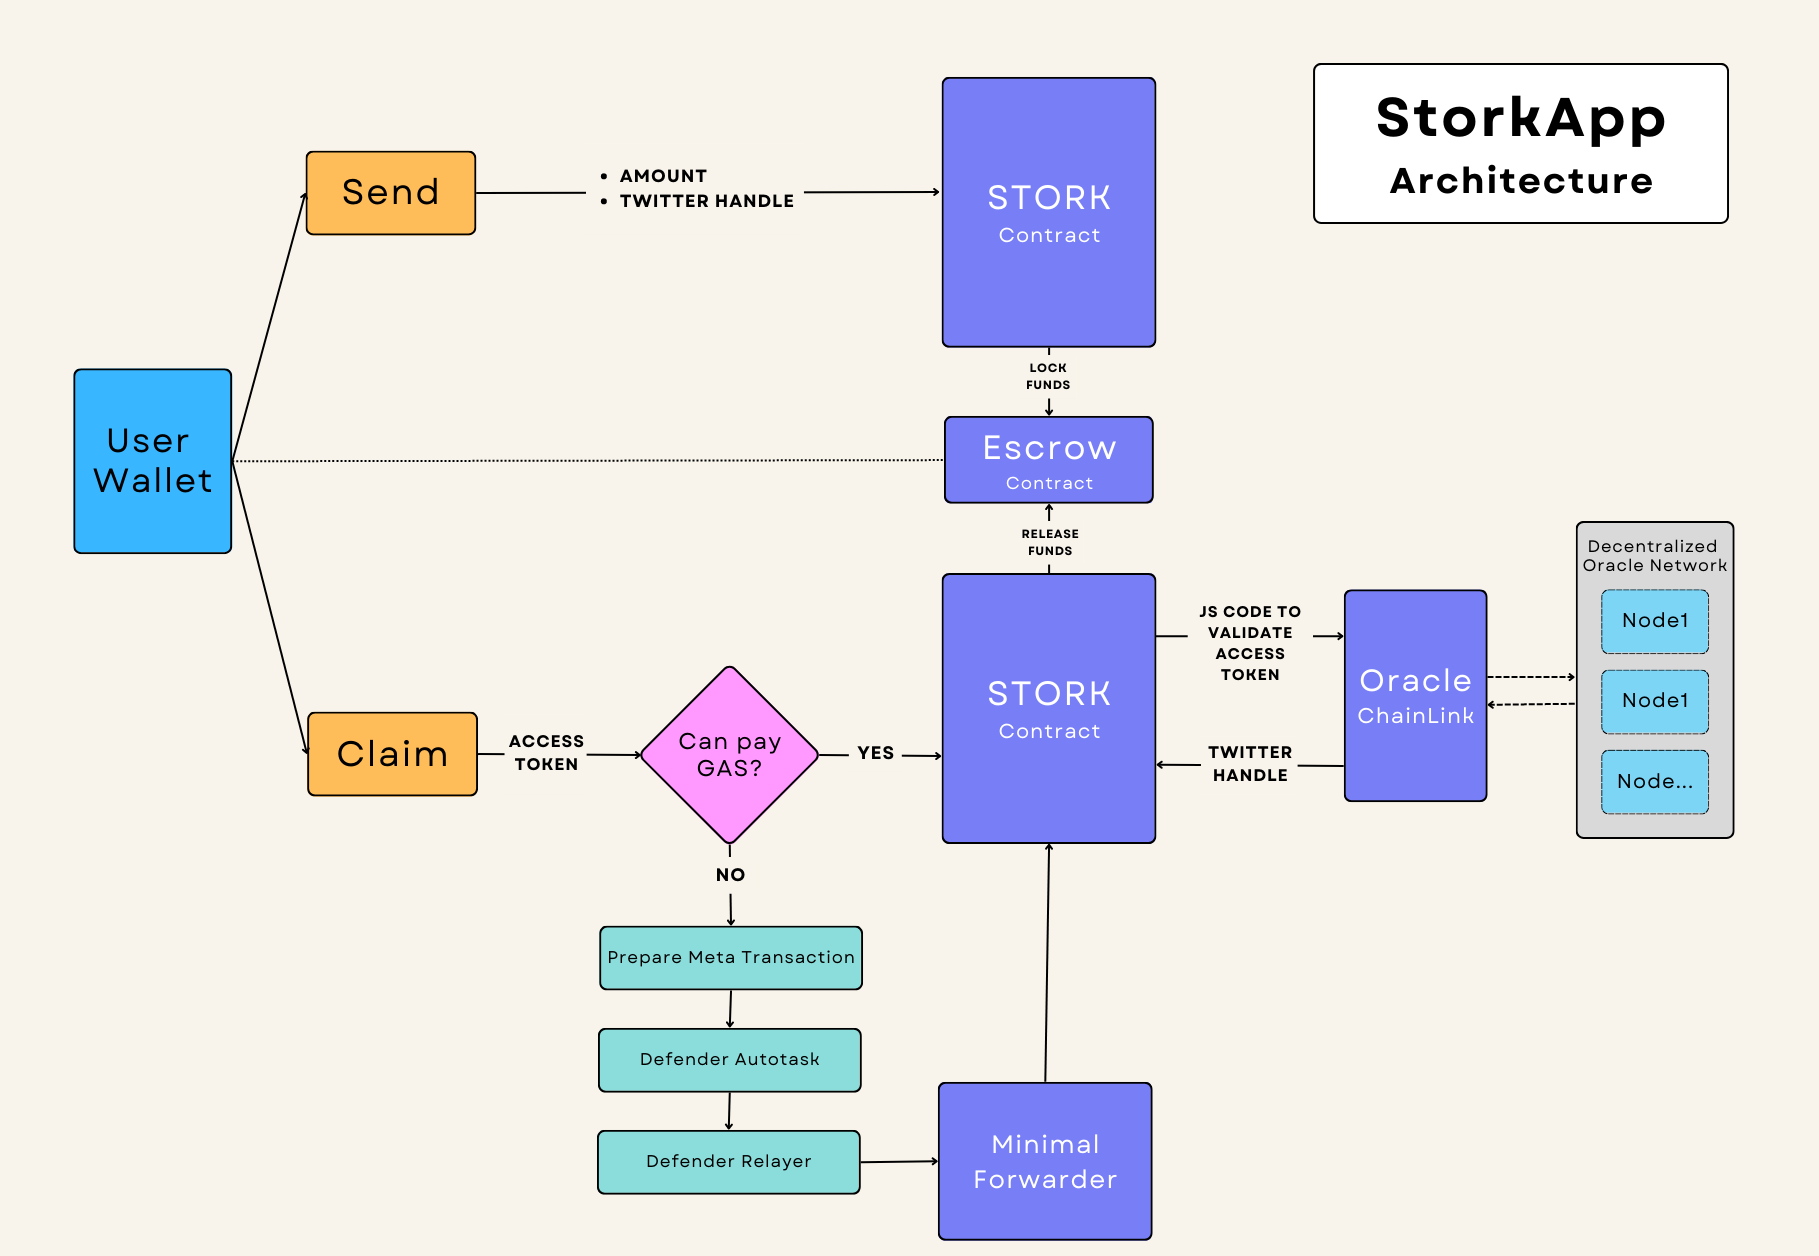 StorkApp
Architecture
Send
• AMOUNT
• TWITTER HANDLE
STORK
Contract
LOCK
FUNDS
User
Wallet
Escrow
Contract
RELEASE
FUNDS
Claim
ACCESS
TOKEN
Can pay
GAS?
YES
STORK
Contract
JS CODE TO
VALIDATE
ACCESS
TOKEN
TWITTER
HANDLE
Oracle
ChainLink
Decentralized
Oracle Network
Node1
Node1
Node...
NO
Prepare Meta Transaction
Defender Autotask
Defender Relayer
Minimal
Forwarder